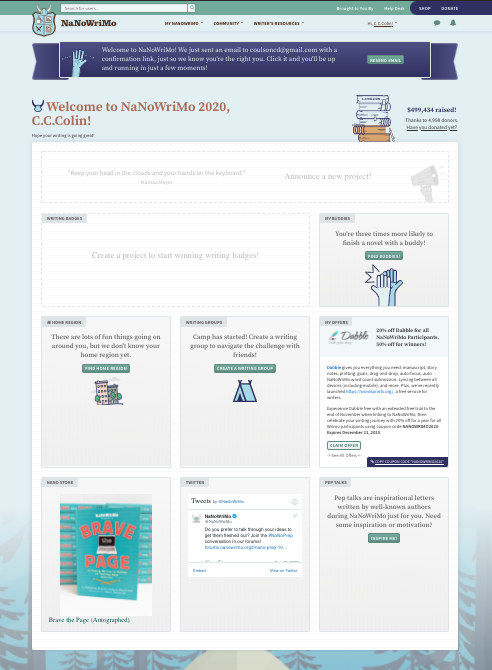 Search for users...
Brought to You By
Help Desk
SHOP
DONATE
NaNoWriMo
MY NANOWRIMO
COMMUNITY
WRITER'S RESOURCES
Hi, C.C.Colin!
Welcome to NaNoWriMo! We just sent an email to coulsoncd@gmail.com with a
confirmation link, just so we know you're the right you. Click it and you'll be up
and running in just a few moments!
RESEND EMAIL
Welcome to NaNoWriMo 2020,
C.C.Colin!
Hope your writing is going great!
$499,434 raised!
Thanks to 4,958 donors.
Have you donated yet?
"Keep your head in the clouds and your hands on the keyboard."
Marissa Meyer
Announce a new project!
WRITING BADGES
Create a project to start winning writing badges!
MY BUDDIES
You're three times more likely to
finish a novel with a buddy!
FIND BUDDIES!
HOME REGION
There are lots of fun things going on
around you, but we don't know your
home region yet.
FIND HOME REGION
WRITING GROUPS
Camp has started! Create a writing
group to navigate the challenge with
friends!
CREATE A WRITING GROUP
MY OFFERS
Dabble
20% off Dabble for all
NaNoWriMo Participants.
50% off for winners!
Dabble gives you everything you need: manuscript, story
notes, plotting, goals, drag-and-drop, auto-focus, auto
NaNoWriMo word count submission, syncing between all
devices (including mobile), and more. Plus, we've recently
launched https://wordsprints.org/, a free service for
writers.
Experience Dabble free with an extended free trial to the
end of November when linking to NaNoWriMo, then
celebrate your writing journey with 20% off for a year for all
Wrimo participants using coupon code NANOWRIMO2020.
Expires December 31, 2020.
CLAIM OFFER
-- See All Offers --
COPY COUPON CODE "NANOWRIMO2020"
NANO STORE
BRAVE
the
PAGE
Brave the Page (Autographed)
TWITTER
Tweets by @NaNoWriMo
NaNoWriMo
@NaNoWriMo
Do you prefer to talk through your ideas to
get them fleshed out? Join the #NaNoPrep
conversation in our forums!
forums.nanowrimo.org/t/nano-prep-10...
Embed
View on Twitter
PEP TALKS
Pep talks are inspirational letters
written by well-known authors
during NaNoWriMo just for you. Need
some inspiration or motivation?
INSPIRE ME!